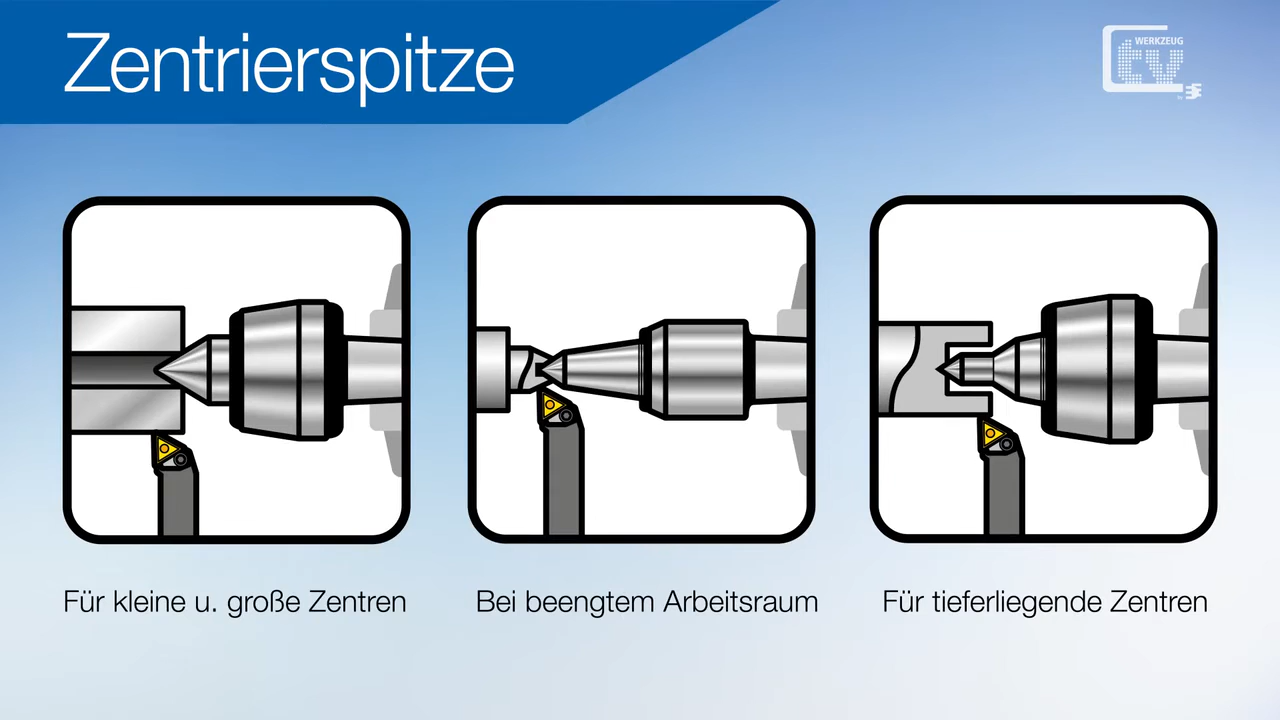 Zentrierspitze
WERKZEUG
tv
Für kleine u. große Zentren
Bei beengtem Arbeitsraum
Für tieferliegende Zentren